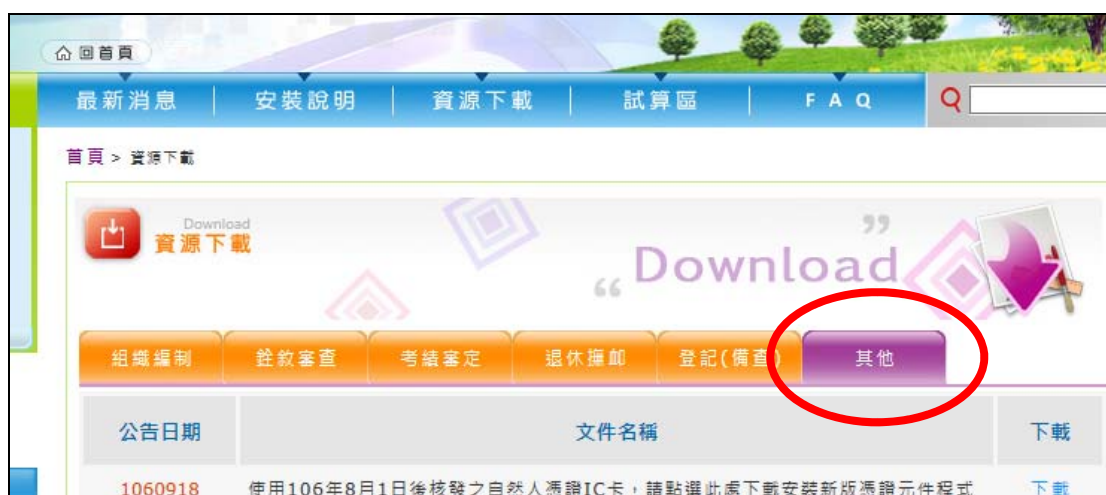 回首頁
最新消息 安裝說明 資源下載 試算區 FAQ
首頁 > 資源下載
Download
資源下載
“Download”
組織編制 銓敘審查 考績審定 退休撫卹 登記(備查) 其他
公告日期 文件名稱 下載
1060918 使用106年8月1日後核發之自然人憑證IC卡，請點選此處下載安裝新版憑證元件程式 下載